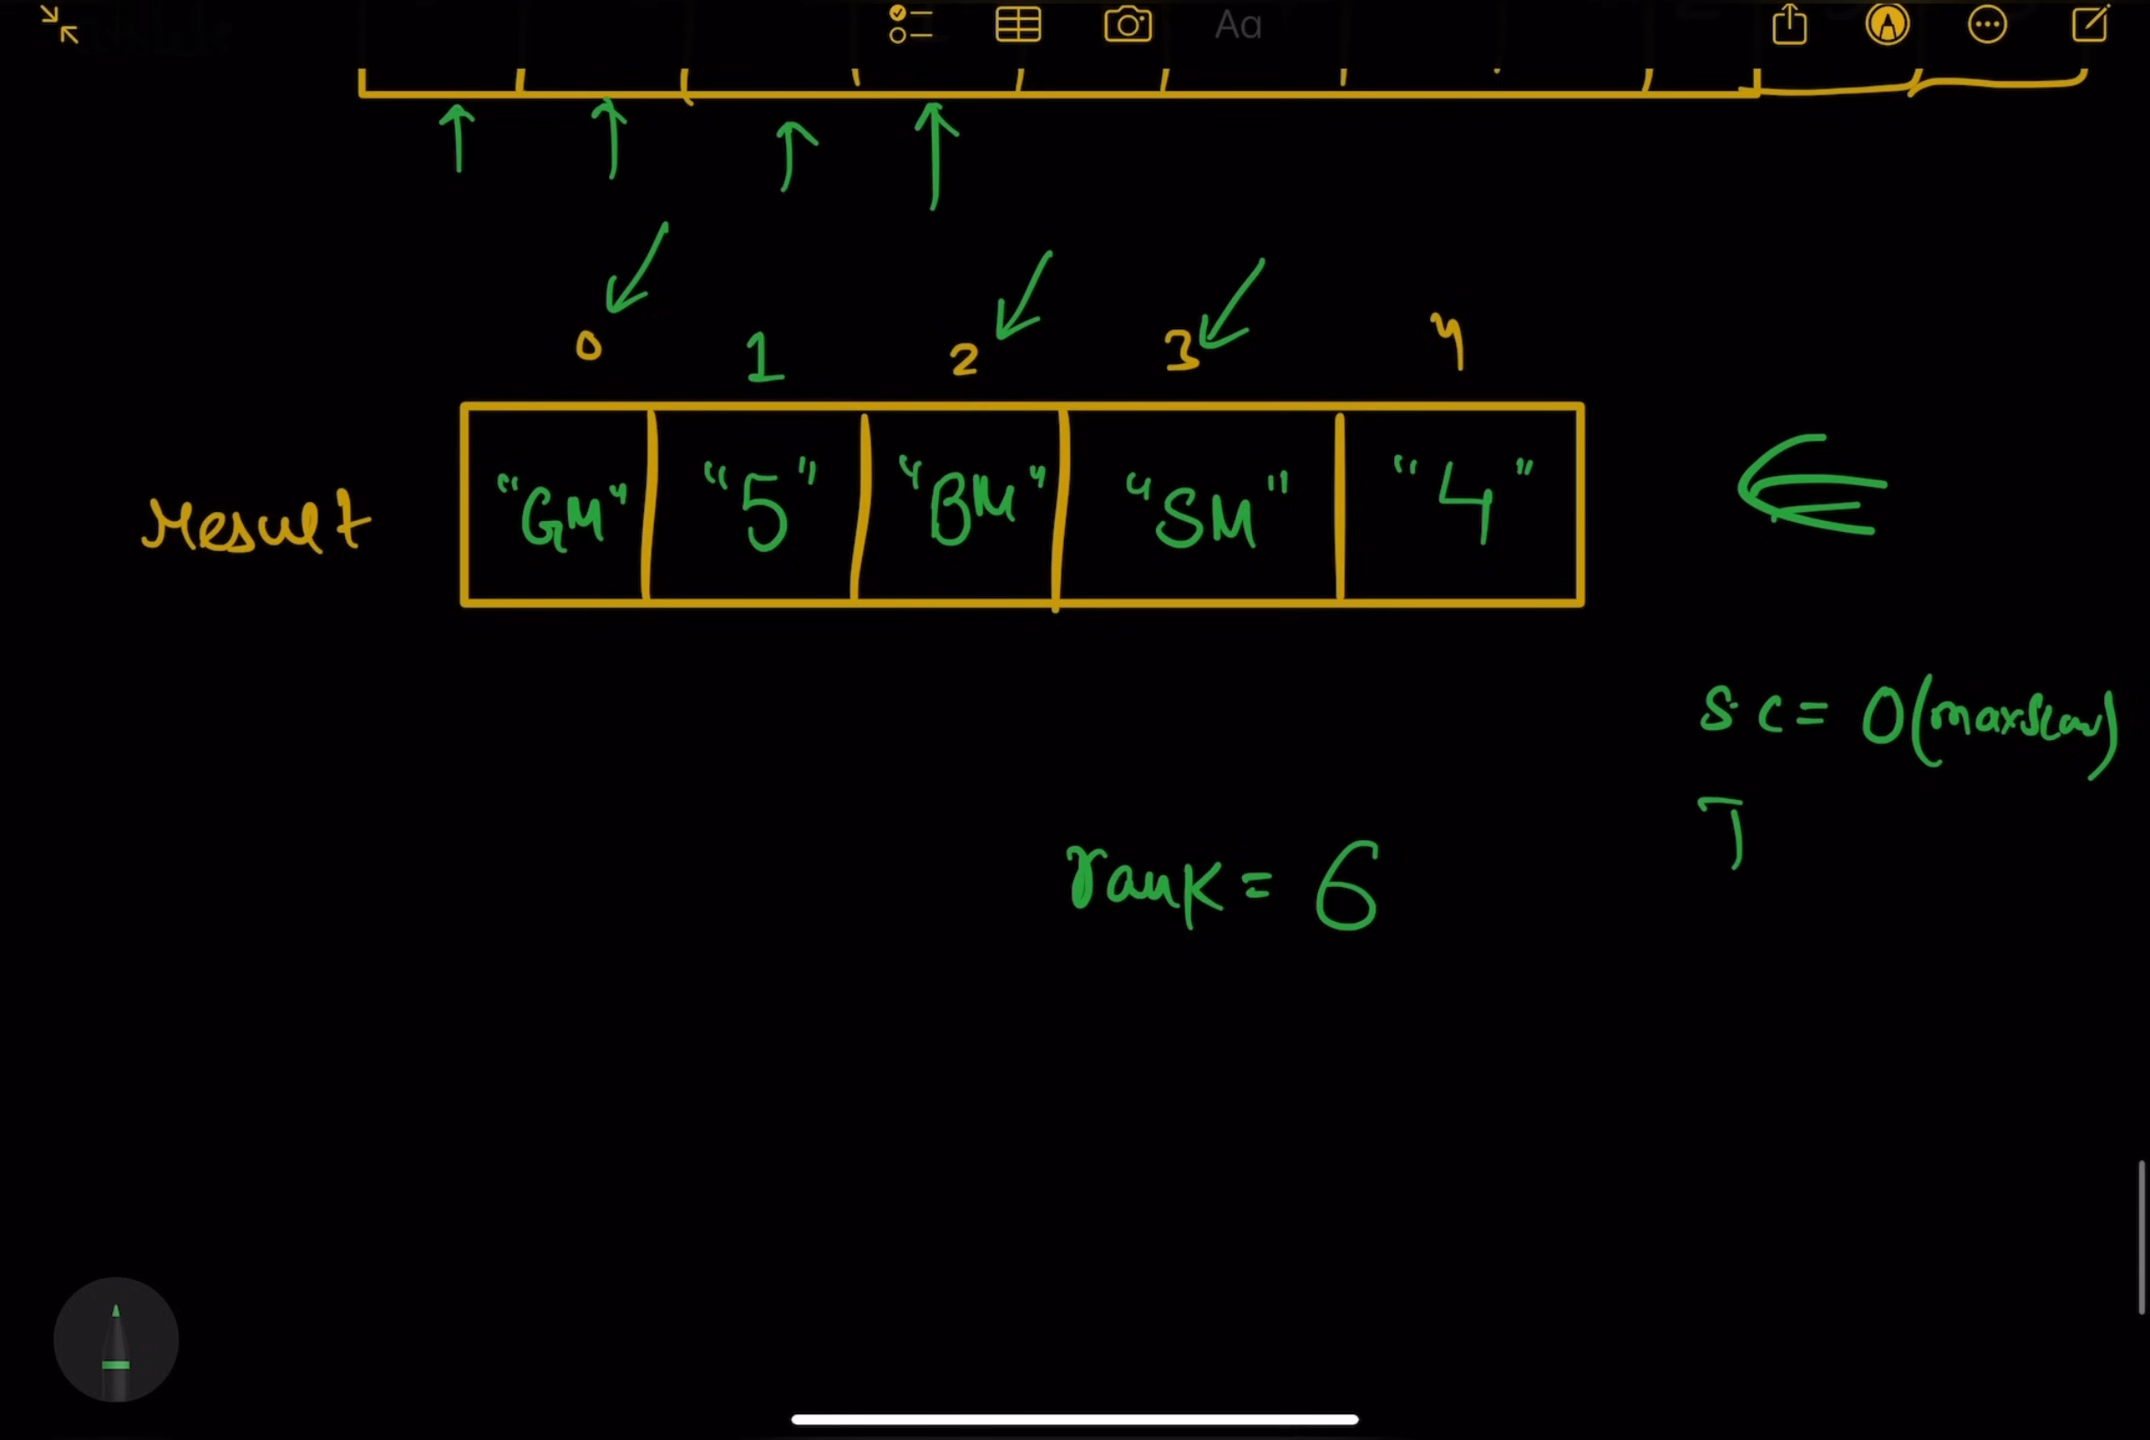 Aa
0 1 2 3 4
result "GM" "5" "BM" "SM" "4"
S.C = O(maxScore)
T
rank = 6